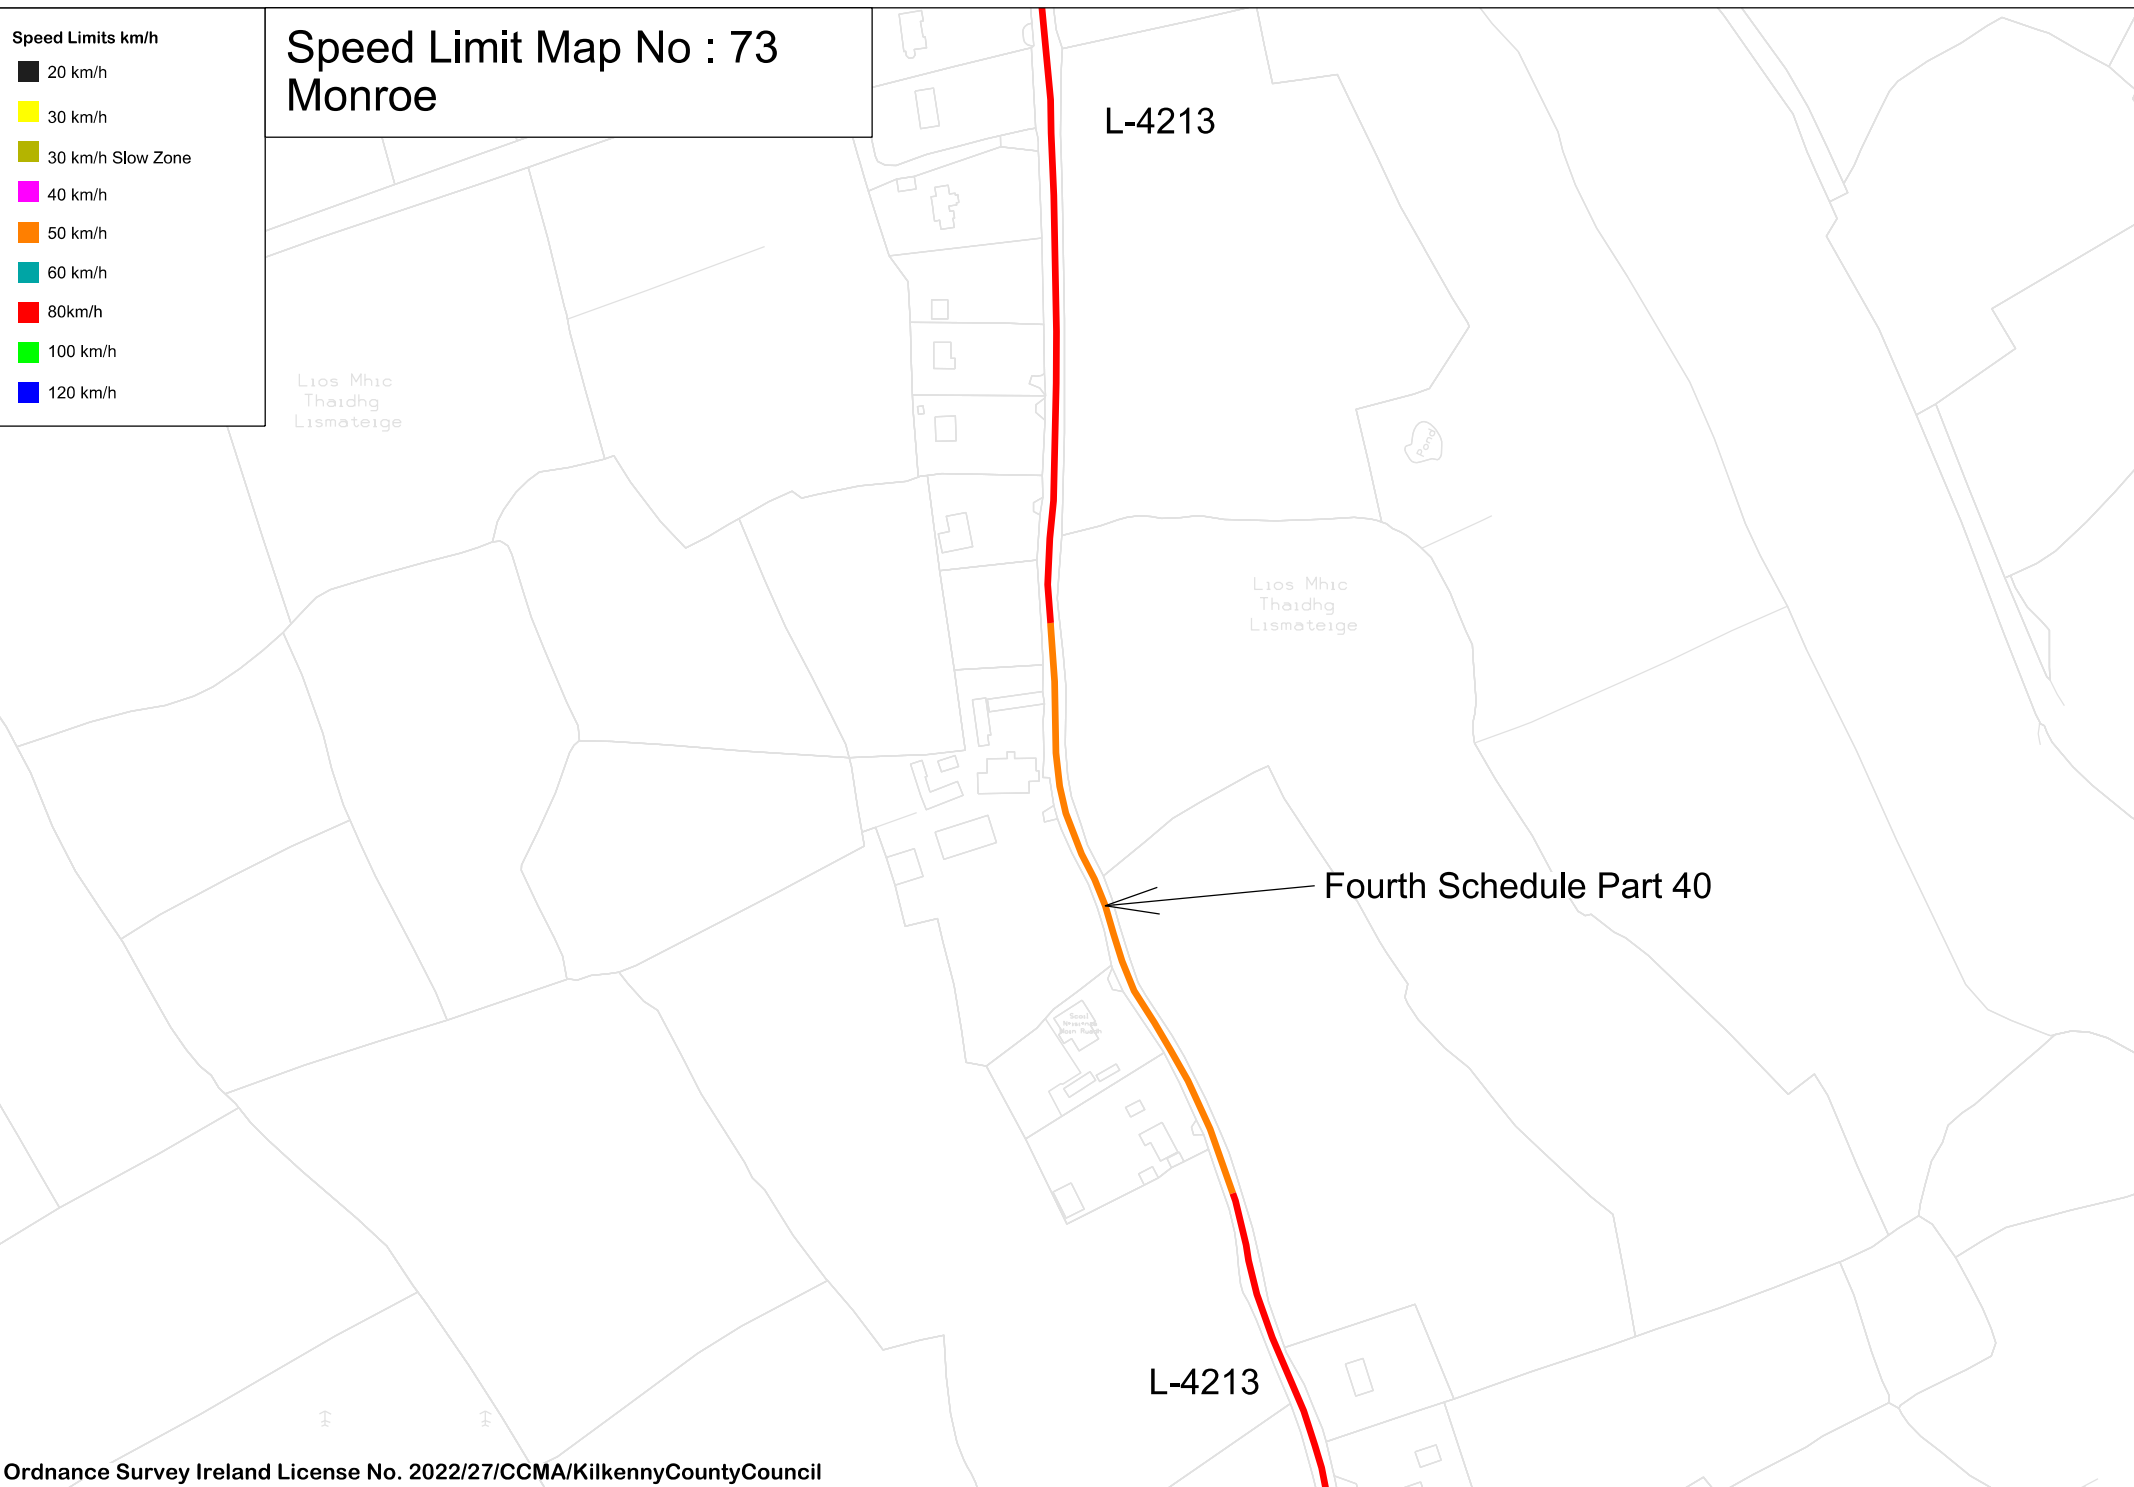 Speed Limits km/h
20 km/h
30 km/h
30 km/h Slow Zone
40 km/h
50 km/h
60 km/h
80km/h
100 km/h
120 km/h
Speed Limit Map No : 73
Monroe
L-4213
Lios Mhic
Thaidhg
Lismateige
Pond
Lios Mhic
Thaidhg
Lismateige
Fourth Schedule Part 40
Scoil
L-4213
Ordnance Survey Ireland License No. 2022/27/CCMA/KilkennyCountyCouncil